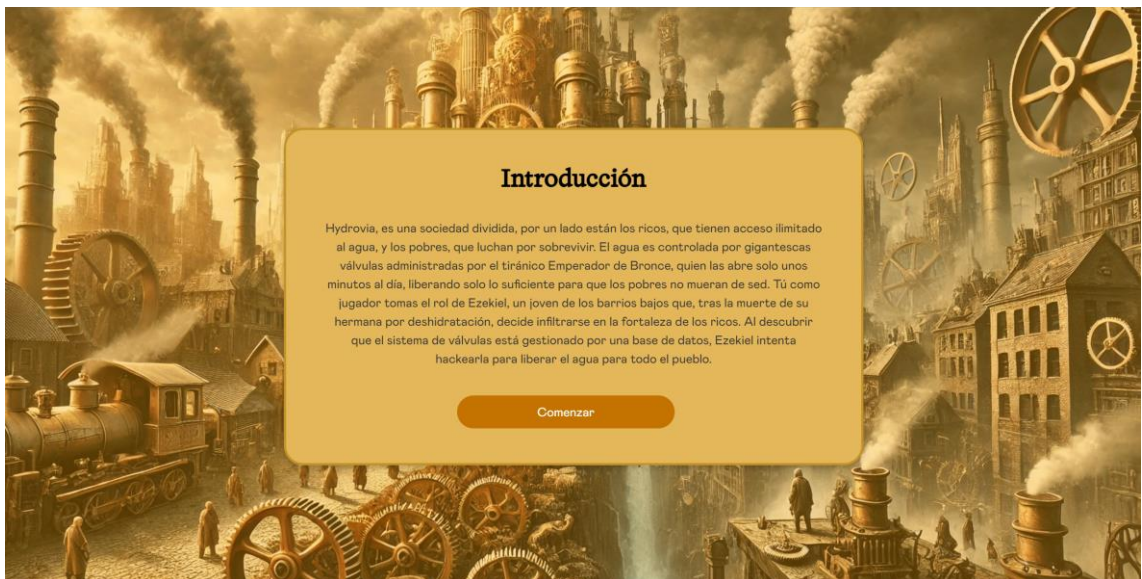 Introducción
Hydrovia, es una sociedad dividida, por un lado están los ricos, que tienen acceso ilimitado
al agua, y los pobres, que luchan por sobrevivir. El agua es controlada por gigantescas
válvulas administradas por el tiránico Emperador de Bronce, quien las abre solo unos
minutos al día, liberando solo lo suficiente para que los pobres no mueran de sed. Tú como
jugador tomas el rol de Ezekiel, un joven de los barrios bajos que, tras la muerte de su
hermana por deshidratación, decide infiltrarse en la fortaleza de los ricos. Al descubrir
que el sistema de válvulas está gestionado por una base de datos, Ezekiel intenta
hackearla para liberar el agua para todo el pueblo.
Comenzar